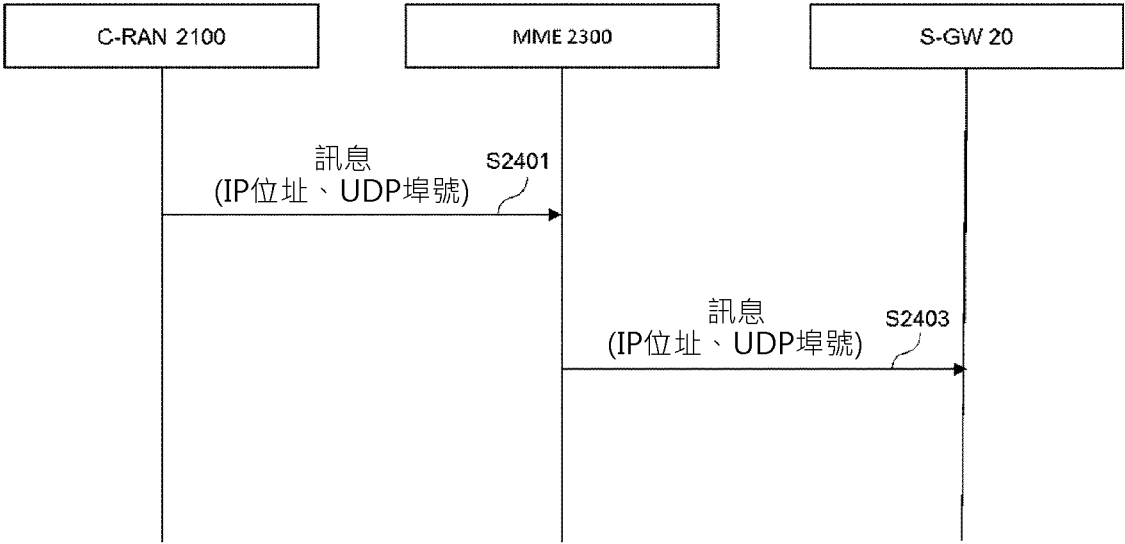 C-RAN 2100
MME 2300
S-GW 20
訊息
(IP位址、UDP埠號)
S2401
訊息
(IP位址、UDP埠號)
S2403